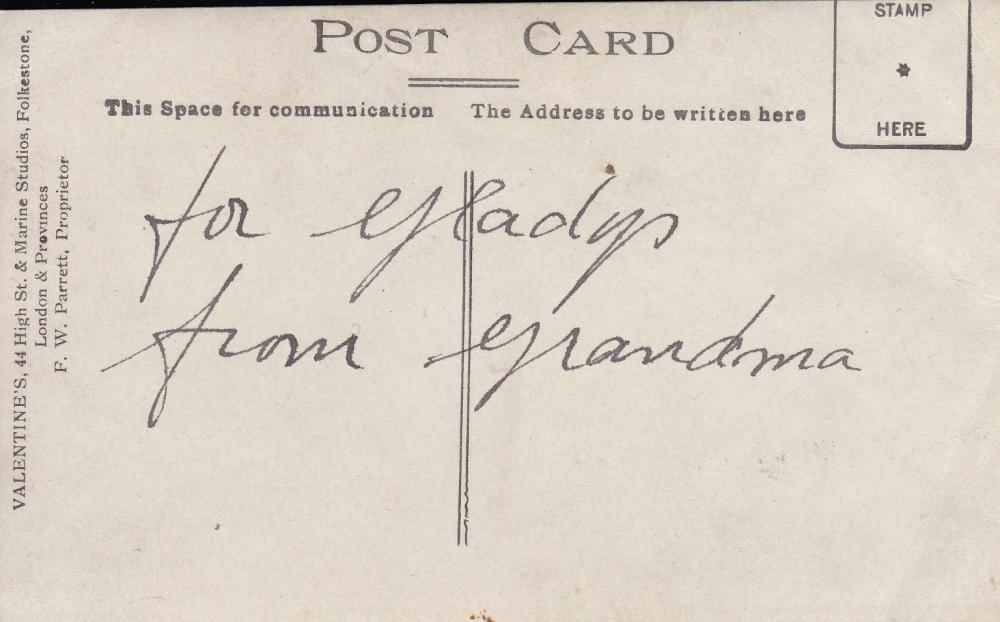 POST CARD
STAMP
HERE
This Space for communication
The Address to be written here
for Gladys
from Grandma
VALENTINE'S, 44 High St. & Marine Studios, Folkestone,
London & Provinces
F. W. Parrett, Proprietor